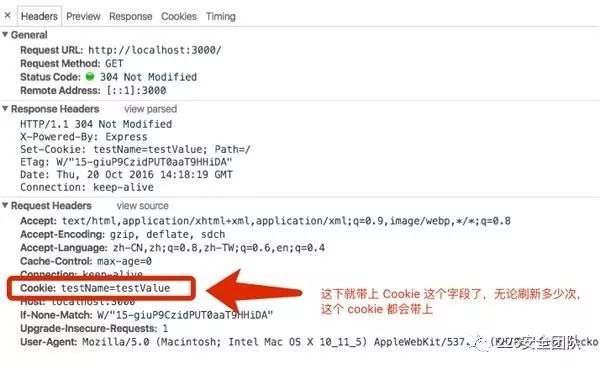 × Headers Preview Response Cookies Timing
▼ General
Request URL: http://localhost:3000/
Request Method: GET
Status Code: 304 Not Modified
Remote Address: [::1]:3000
▼ Response Headers view parsed
HTTP/1.1 304 Not Modified
X-Powered-By: Express
Set-Cookie: testName=testValue; Path=/
ETag: W/"15-giuP9CzidPUT0aaT9HHiDA"
Date: Thu, 20 Oct 2016 14:18:19 GMT
Connection: keep-alive
▼ Request Headers view source
Accept: text/html,application/xhtml+xml,application/xml;q=0.9,image/webp,*/*;q=0.8
Accept-Encoding: gzip, deflate, sdch
Accept-Language: zh-CN,zh;q=0.8,zh-TW;q=0.6,en;q=0.4
Cache-Control: max-age=0
Connection: keep-alive
Cookie: testName=testValue
Host: localhost:3000
If-None-Match: W/"15-giuP9CzidPUT0aaT9HHiDA"
Upgrade-Insecure-Requests: 1
User-Agent: Mozilla/5.0 (Macintosh; Intel Mac OS X 10_11_5) AppleWebKit/537.
这下就带上 Cookie 这个字段了，无论刷新多少次，
这个 cookie 都会带上
安全团队